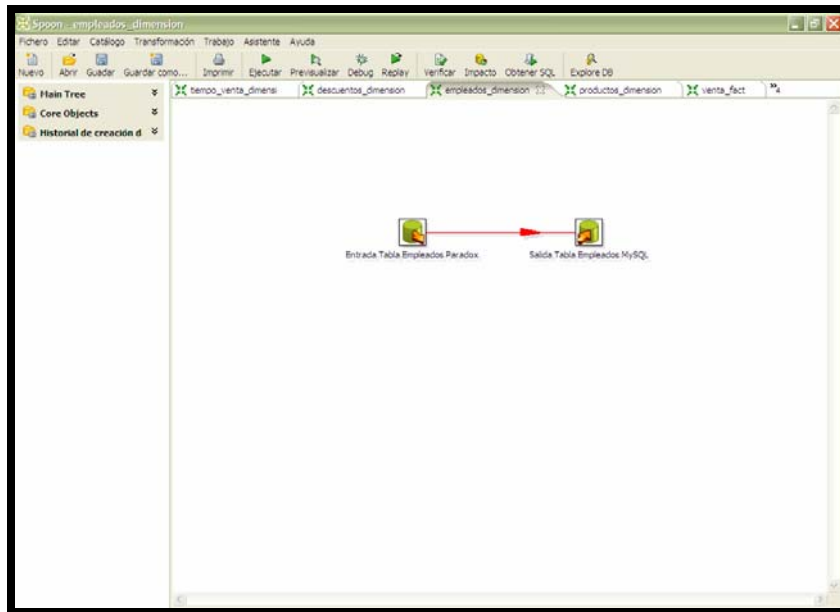 Spoon - empleados_dimension
Fichero Editar Catálogo Transformación Trabajo Asistente Ayuda
Nuevo Abrir Guardar Guardar como... Imprimir Ejecutar Previsualizar Debug Replay Verificar Impacto Obtener SQL Explore DB
Main Tree
Core Objects
Historial de creación d
tiempo_venta_dimensi descuentos_dimension empleados_dimension productos_dimension venta_fact »4
Entrada Tabla Empleados Paradox Salida Tabla Empleados MySQL